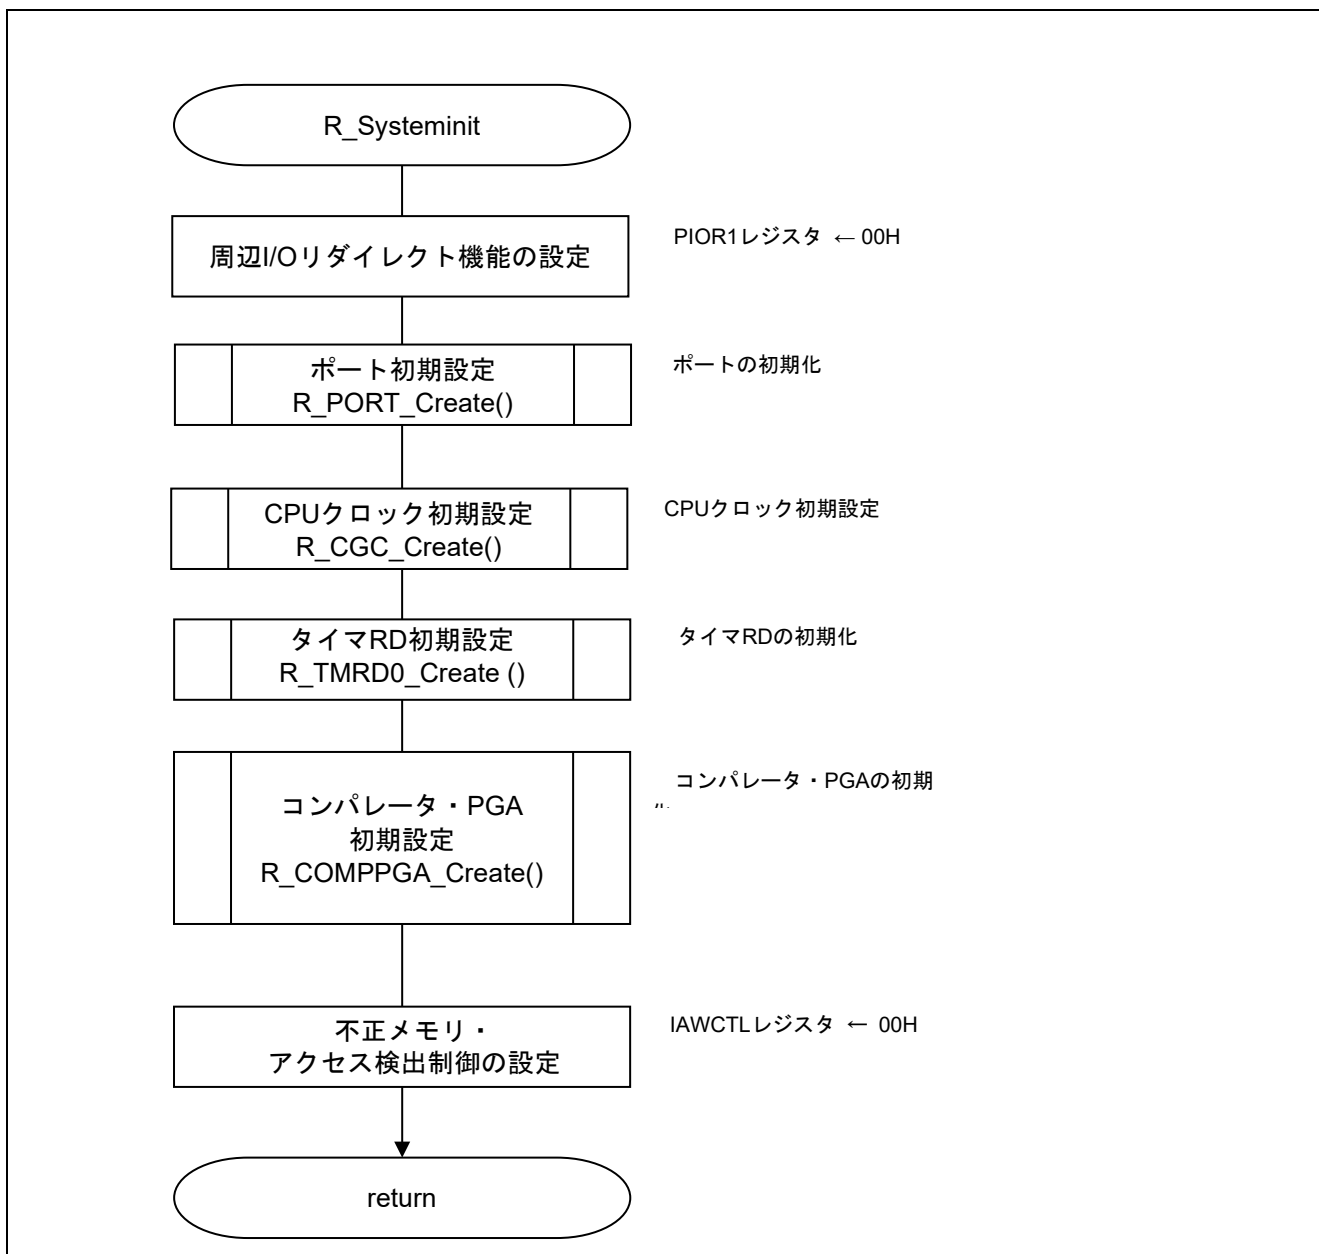 R_Systeminit
周辺I/Oリダイレクト機能の設定
PIOR1レジスタ ← 00H
ポート初期設定
R_PORT_Create()
ポートの初期化
CPUクロック初期設定
R_CGC_Create()
CPUクロック初期設定
タイマRD初期設定
R_TMRD0_Create ()
タイマRDの初期化
コンパレータ・PGA
初期設定
R_COMPPGA_Create()
コンパレータ・PGAの初期
不正メモリ・
アクセス検出制御の設定
IAWCTLレジスタ ← 00H
return